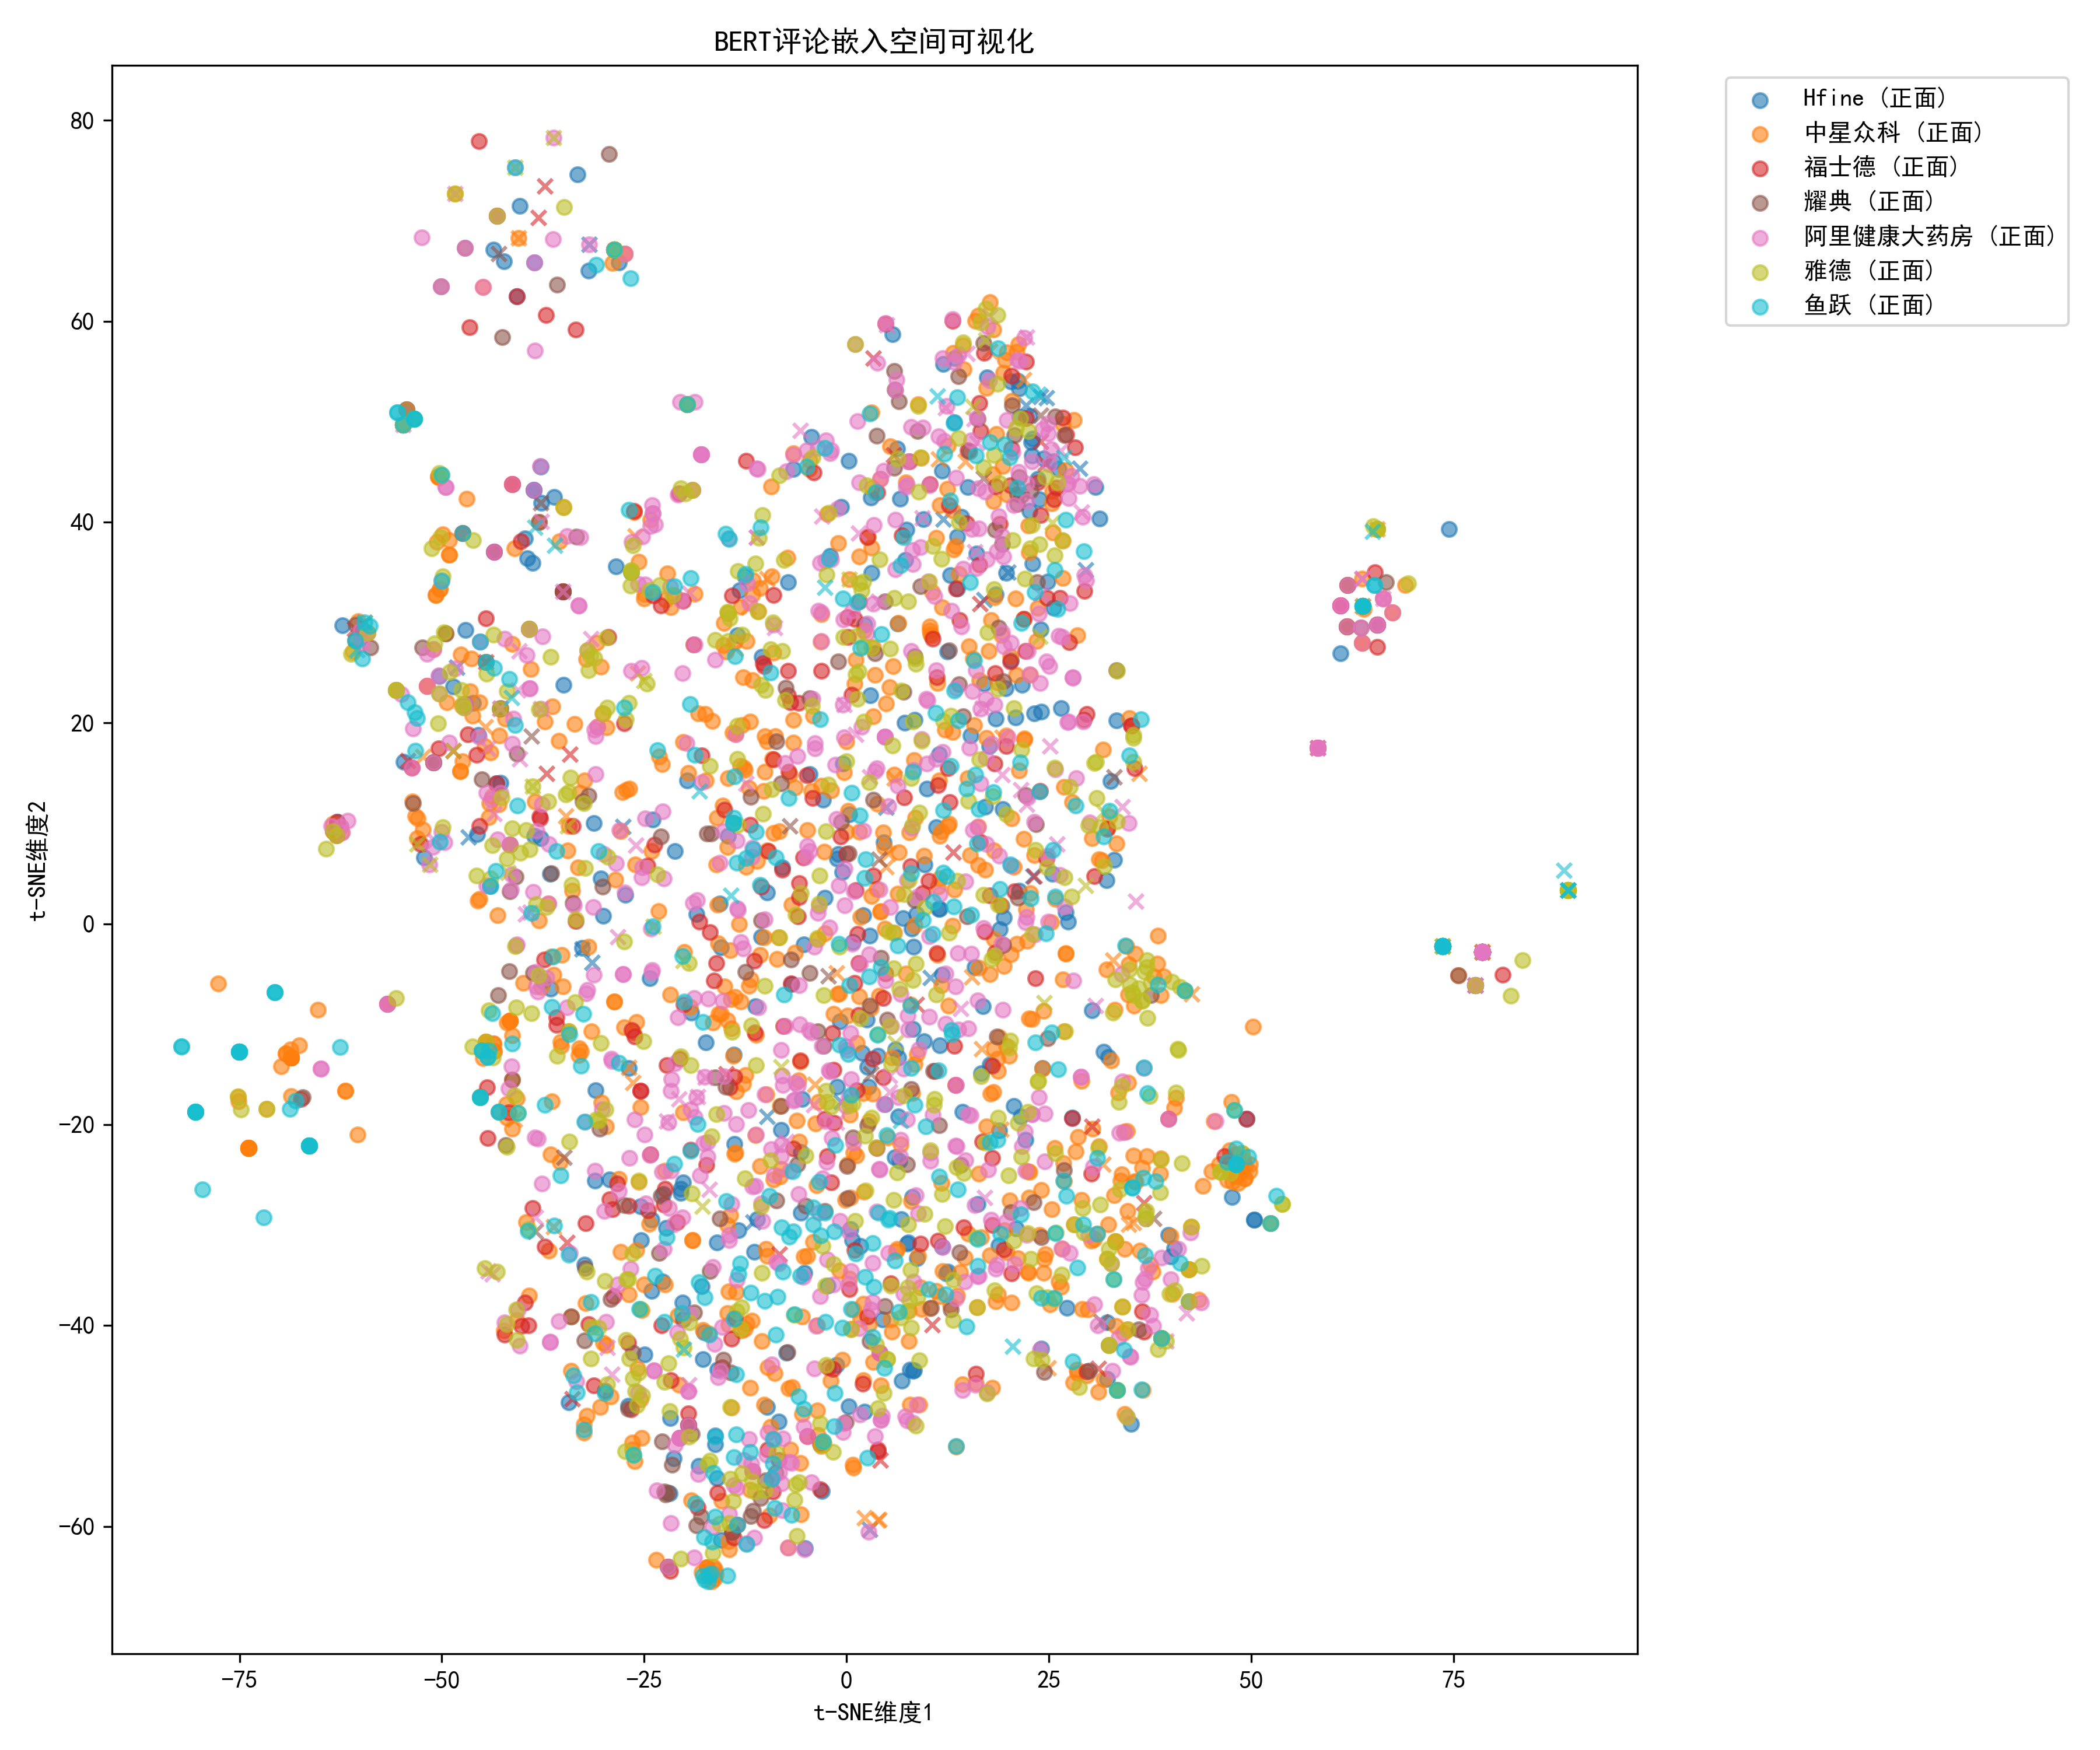 BERT评论嵌入空间可视化
Hfine (正面)
中星众科 (正面)
福士德 (正面)
耀典 (正面)
阿里健康大药房 (正面)
雅德 (正面)
鱼跃 (正面)
80
60
40
20
0
−20
−40
−60
t-SNE维度2
−75
−50
−25
0
25
50
75
t-SNE维度1